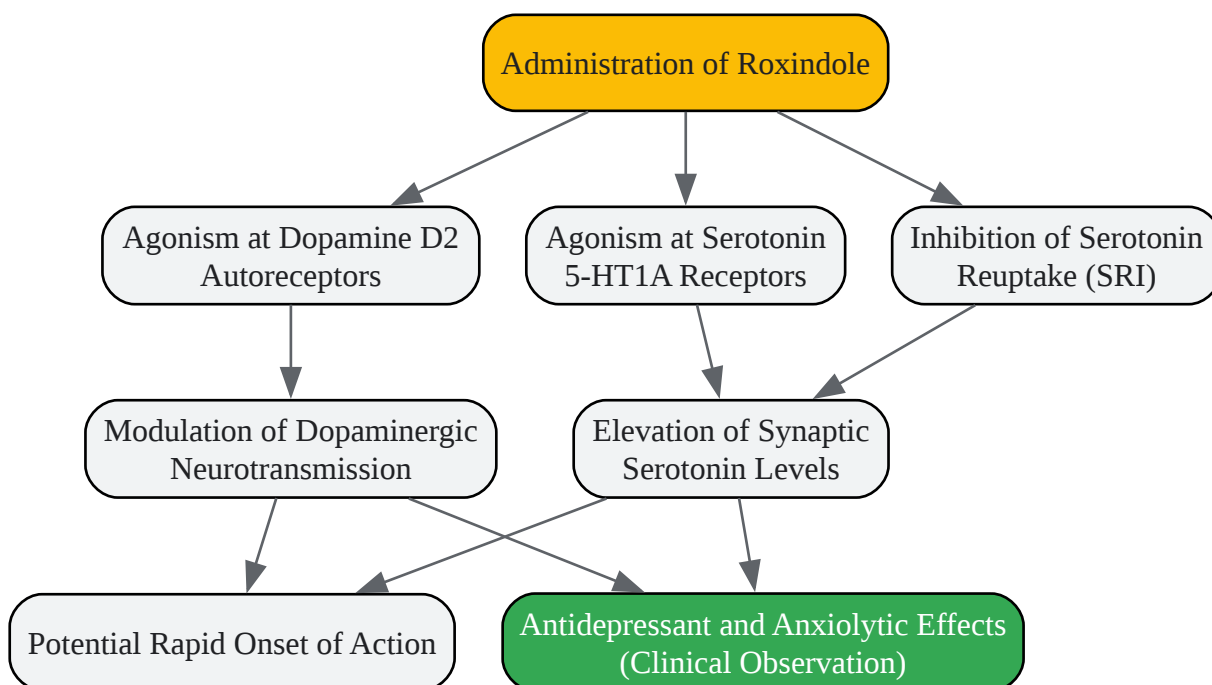 Administration of Roxindole
Agonism at Dopamine D2
Autoreceptors
Agonism at Serotonin
5-HT1A Receptors
Inhibition of Serotonin
Reuptake (SRI)
Modulation of Dopaminergic
Neurotransmission
Elevation of Synaptic
Serotonin Levels
Potential Rapid Onset of Action
Antidepressant and Anxiolytic Effects
(Clinical Observation)